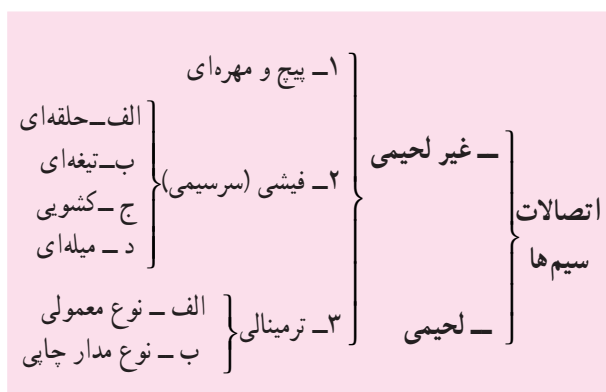 اتصالات
سیم‌ها
ــ غیر لحیمی
۱ــ پیچ و مهره‌ای
۲ــ فیشی (سرسیمی)
الف‌ــ‌حلقه‌ای
ب‌ــ‌تیغه‌ای
ج ــ‌کشویی
د ــ میله‌ای
۳ــ ترمینالی
الف ــ نوع معمولی
ب ــ نوع مدار چاپی
ــ لحیمی